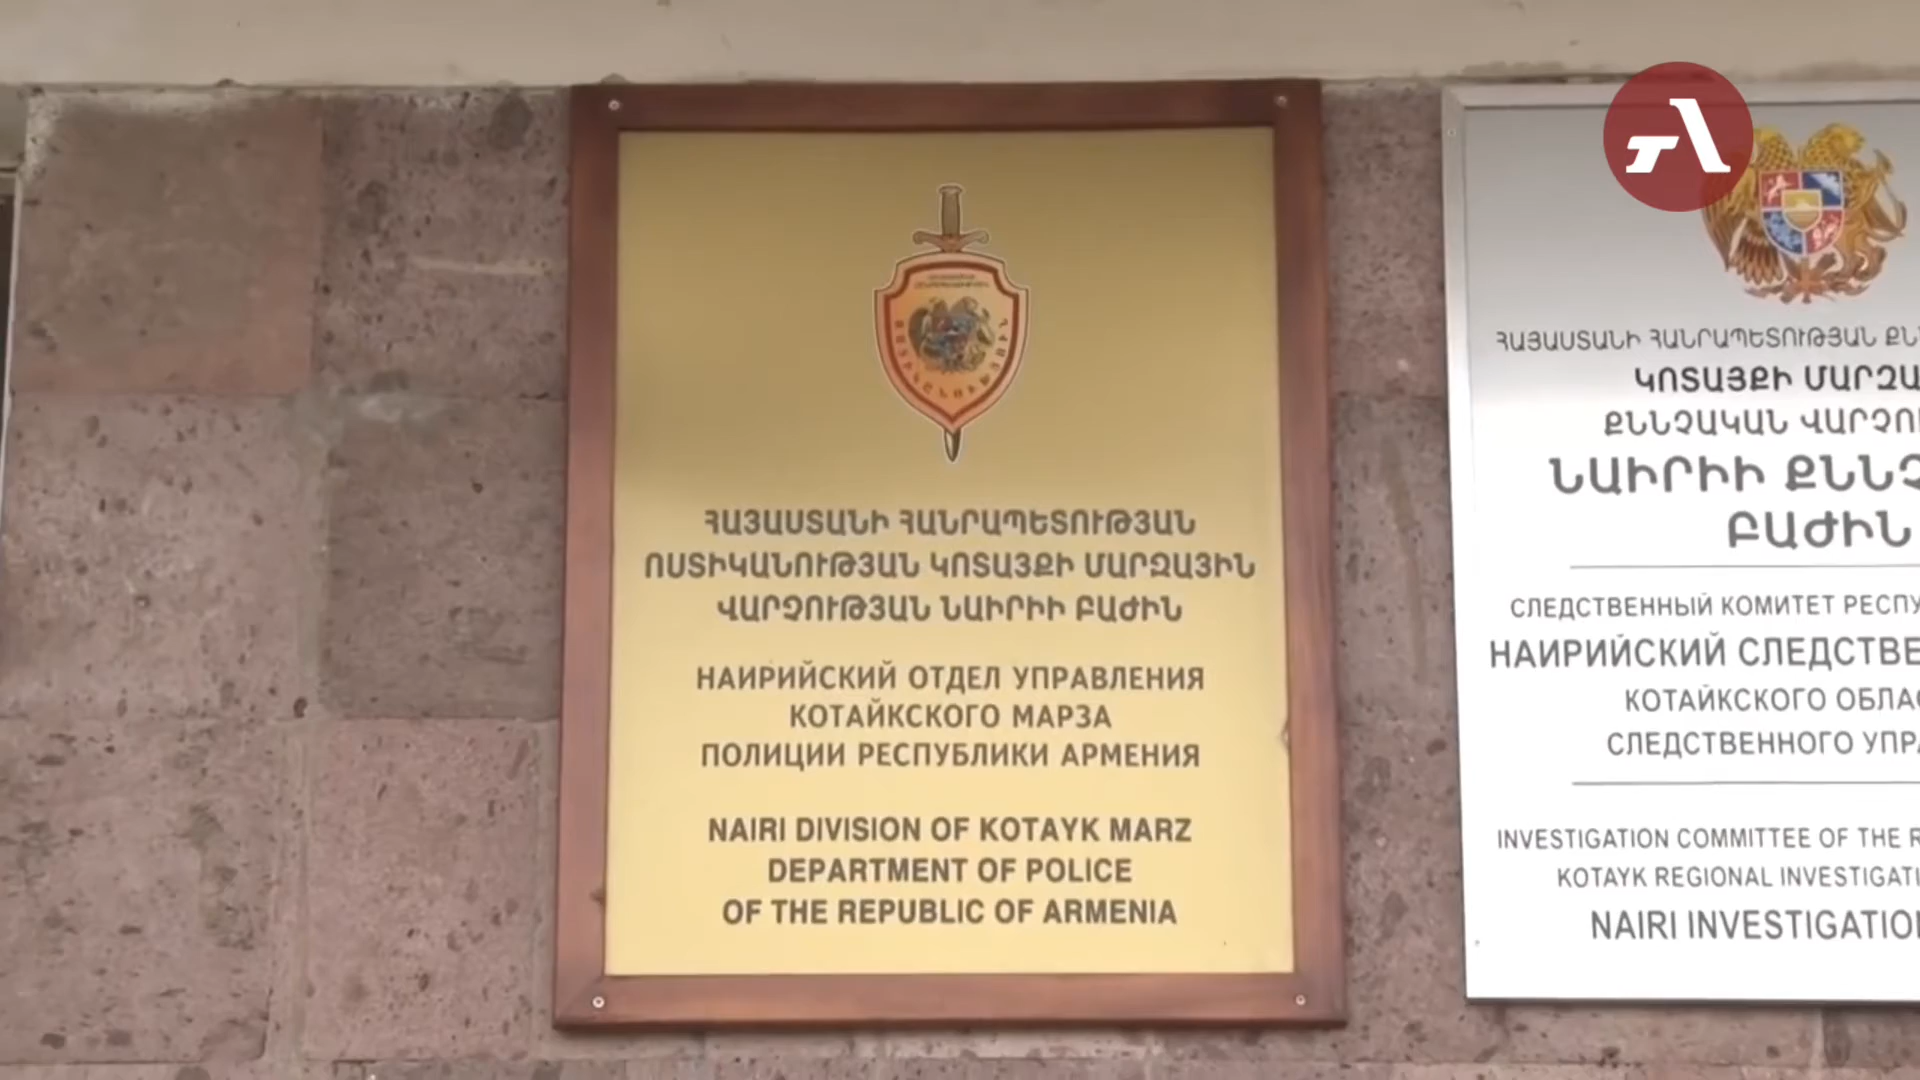 ՀԱՅԱՍՏԱՆԻ ՀԱՆՐԱՊԵՏՈՒԹՅԱՆ
ՈՍՏԻԿԱՆՈՒԹՅԱՆ ԿՈՏԱՅՔԻ ՄԱՐԶԱՅԻՆ
ՎԱՐՉՈՒԹՅԱՆ ՆԱԻՐԻԻ ԲԱԺԻՆ
НАИРИЙСКИЙ ОТДЕЛ УПРАВЛЕНИЯ
КОТАЙКСКОГО МАРЗА
ПОЛИЦИИ РЕСПУБЛИКИ АРМЕНИЯ
NAIRI DIVISION OF KOTAYK MARZ
DEPARTMENT OF POLICE
OF THE REPUBLIC OF ARMENIA
ՀԱՅԱՍՏԱՆԻ ՀԱՆՐԱՊԵՏՈՒԹՅԱՆ
ԿՈՏԱՅՔԻ
ՔՆՆՉԱԿԱՆ
ՆԱԻՐԻԻ
ԲԱԺԻՆ
СЛЕДСТВЕННЫЙ КОМИТЕТ
НАИРИЙСКИЙ
КОТАЙКСКОГО
СЛЕДСТВЕННОГО
INVESTIGATION COMMITTEE OF THE
KOTAYK REGIONAL
NAIRI